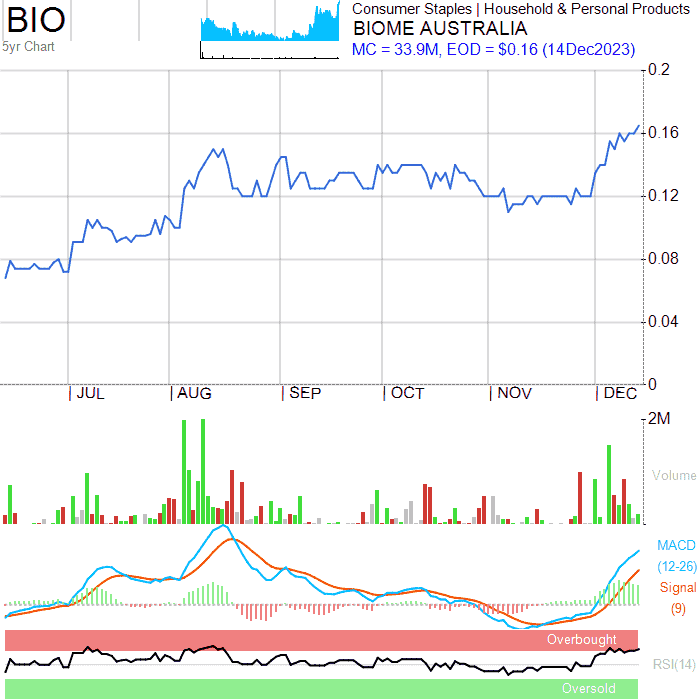 BIO
5yr Chart
Consumer Staples | Household & Personal Products
BIOME AUSTRALIA
MC = 33.9M, EOD = $0.16 (14Dec2023)
0.2
0.16
0.12
0.08
0.04
0
JUL AUG SEP OCT NOV DEC
2M
Volume
MACD
(12-26)
Signal
(9)
Overbought
RSI(14)
Oversold